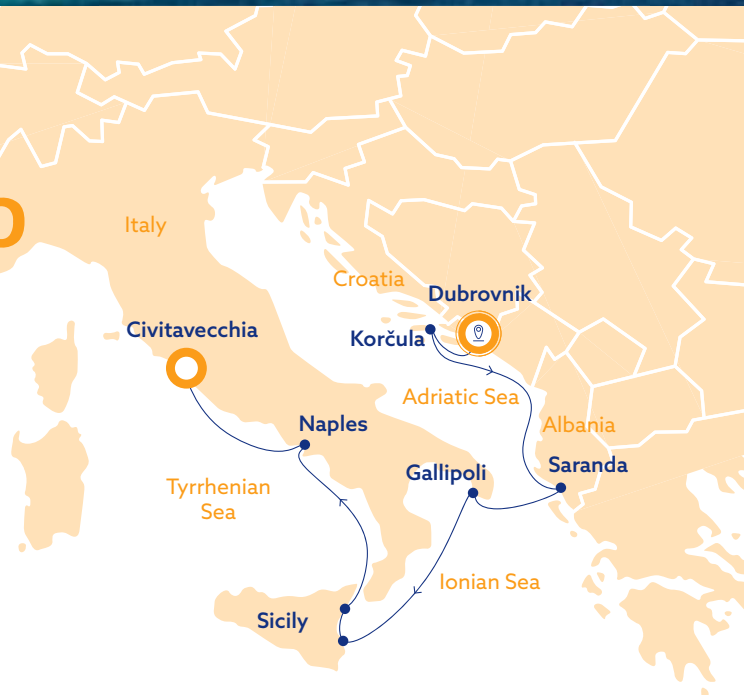 Italy
Croatia
Dubrovnik
Civitavecchia
Korčula
Adriatic Sea
Naples
Albania
Gallipoli
Saranda
Tyrrhenian
Sea
Ionian Sea
Sicily